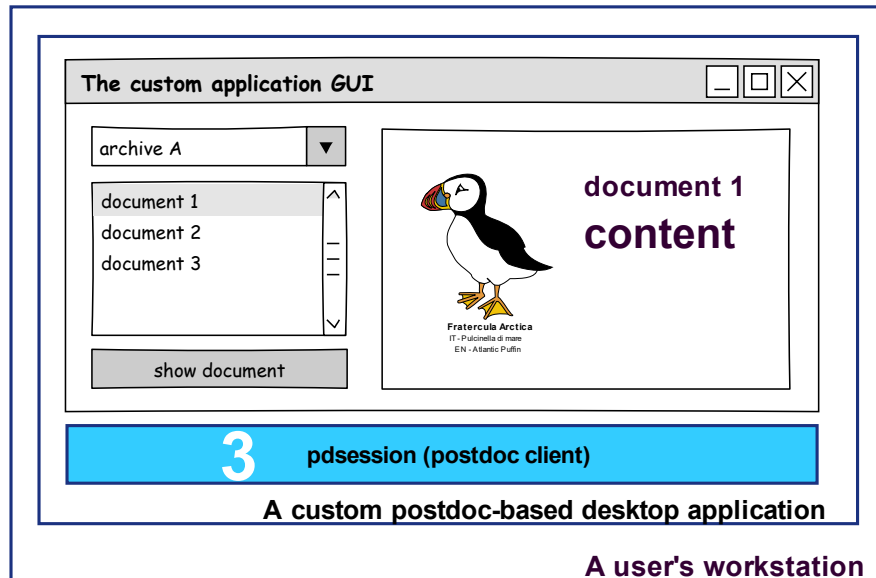 The custom application GUI
archive A
document 1
document 2
document 3
show document
document 1
content
Fratercula Arctica
IT - Pulcinella di mare
EN - Atlantic Puffin
3
pdsession (postdoc client)
A custom postdoc-based desktop application
A user's workstation